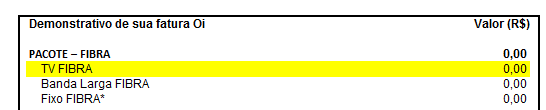 Demonstrativo de sua fatura Oi Valor (R$)
PACOTE – FIBRA 0,00
TV FIBRA 0,00
Banda Larga FIBRA 0,00
Fixo FIBRA* 0,00